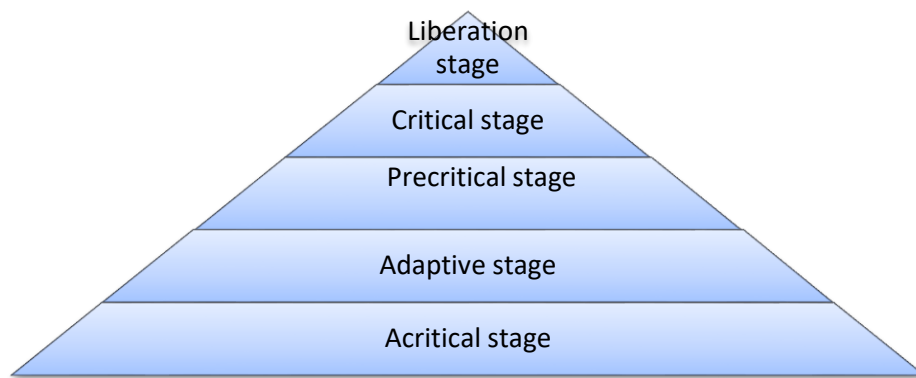 Liberation
stage
Critical stage
Precritical stage
Adaptive stage
Acritical stage